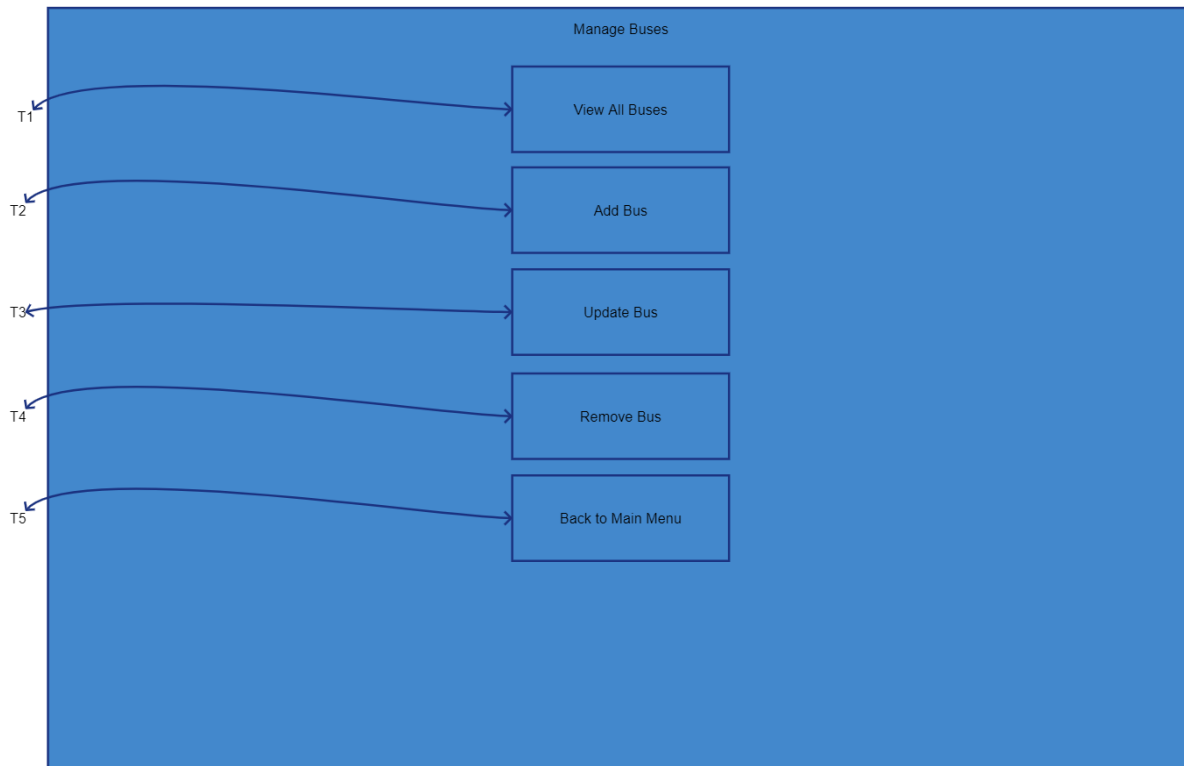 Manage Buses
T1
View All Buses
T2
Add Bus
T3
Update Bus
T4
Remove Bus
T5
Back to Main Menu